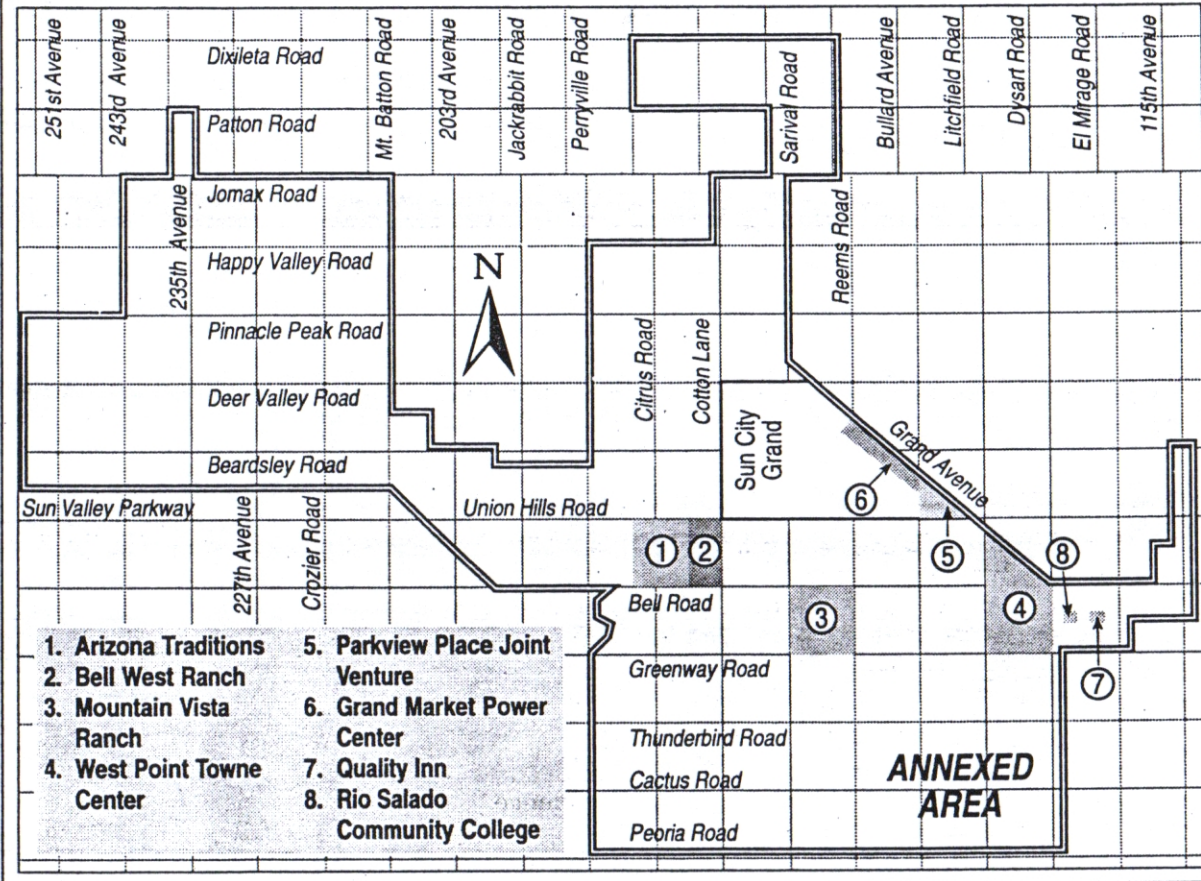 251st Avenue
243rd Avenue
Dixileta Road
Patton Road
Mt. Batton Road
203rd Avenue
Jackrabbit Road
Perryville Road
Sarival Road
Bullard Avenue
Litchfield Road
Dysart Road
El Mirage Road
115th Avenue
235th Avenue
Jomax Road
Happy Valley Road
Pinnacle Peak Road
Deer Valley Road
Beardsley Road
N
Reems Road
Citrus Road
Cotton Lane
Sun City
Grand
Grand Avenue
Sun Valley Parkway
227th Avenue
Crozier Road
Union Hills Road
6
5
8
1
2
3
4
7
Bell Road
Greenway Road
Thunderbird Road
Cactus Road
Peoria Road
ANNEXED
AREA
1. Arizona Traditions
2. Bell West Ranch
3. Mountain Vista
Ranch
4. West Point Towne
Center
5. Parkview Place Joint
Venture
6. Grand Market Power
Center
7. Quality Inn
8. Rio Salado
Community College